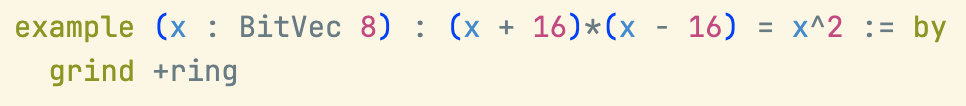 example (x : BitVec 8) : (x + 16)*(x - 16) = x^2 := by
  grind +ring